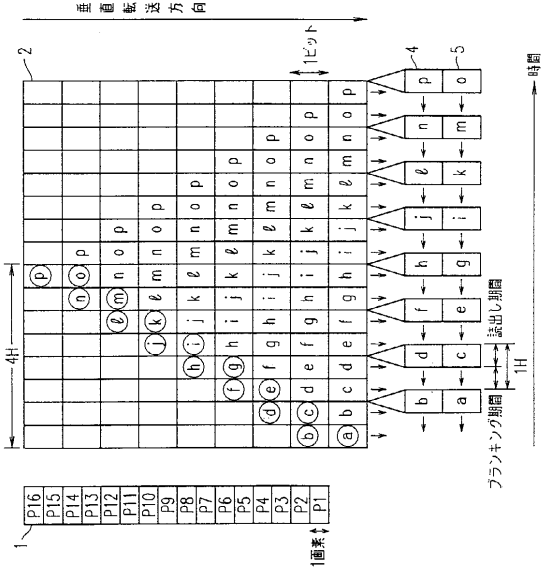 垂直転送方向
2
4H
1
P16
P15
P14
P13
P12
P11
P10
P9
P8
P7
P6
P5
P4
P3
P2
P1
1画素
p
n o p
ℓ m n o p
j k ℓ m n o p
h i j k ℓ m n o p
f g h i j k ℓ m n o p
d e f g h i j k ℓ m n o p
b c d e f g h i j k ℓ m n o p
a b c d e f g h i j k ℓ m n o p
1ビット
b d f h j ℓ n p 4
a c e g i k m o 5
ブランキング期間
読出し期間
1H
時間